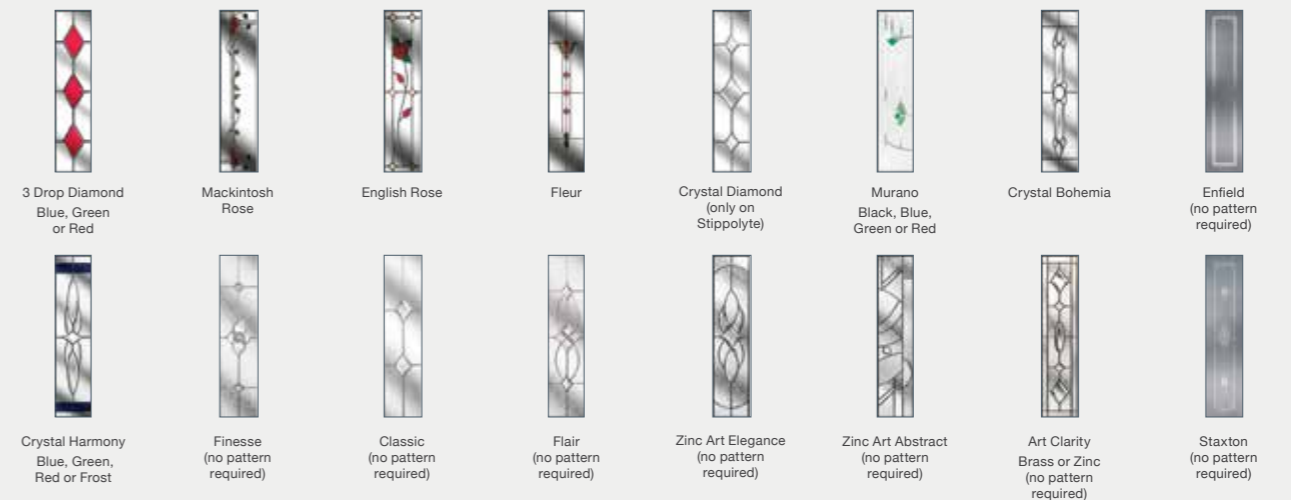 3 Drop Diamond
Blue, Green
or Red
Mackintosh
Rose
English Rose
Fleur
Crystal Diamond
(only on
Stippolyte)
Murano
Black, Blue,
Green or Red
Crystal Bohemia
Enfield
(no pattern
required)
Crystal Harmony
Blue, Green,
Red or Frost
Finesse
(no pattern
required)
Classic
(no pattern
required)
Flair
(no pattern
required)
Zinc Art Elegance
(no pattern
required)
Zinc Art Abstract
(no pattern
required)
Art Clarity
Brass or Zinc
(no pattern
required)
Staxton
(no pattern
required)